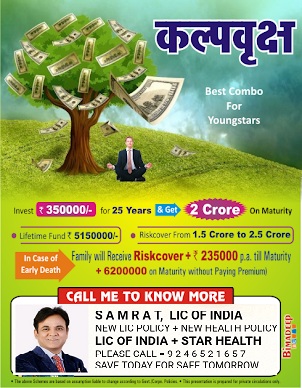 कल्पवृक्ष
Best Combo
For
Youngstars
Invest ₹ 350000/- for 25 Years & Get 2 Crore On Maturity
Lifetime Fund ₹ 5150000/- Riskcover From 1.5 Crore to 2.5 Crore
In Case of
Early Death
Family will Receive Riskcover + ₹ 235000 p.a. till Maturity
+ 6200000 on Maturity without Paying Premium)
CALL ME TO KNOW MORE
S A M R A T, LIC OF INDIA
NEW LIC POLICY + NEW HEALTH POLICY
LIC OF INDIA + STAR HEALTH
PLEASE CALL - 9 2 4 6 5 2 1 6 5 7
SAVE TODAY FOR SAFE TOMORROW
BIMADEEP